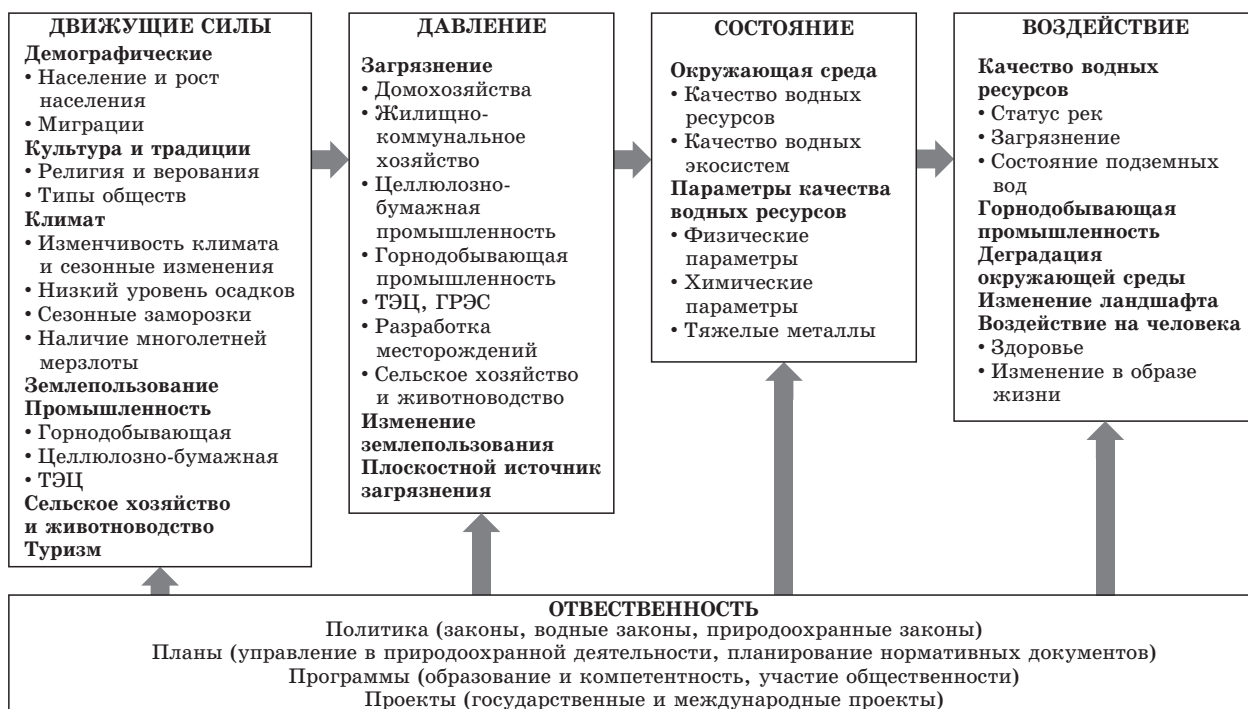 ДВИЖУЩИЕ СИЛЫ
Демографические
• Население и рост
населения
• Миграции
Культура и традиции
• Религия и верования
• Типы обществ
Климат
• Изменчивость климата
и сезонные изменения
• Низкий уровень осадков
• Сезонные заморозки
• Наличие многолетней
мерзлоты
Землепользование
Промышленность
• Горнодобывающая
• Целлюлозно-бумажная
• ТЭЦ
Сельское хозяйство
и животноводство
Туризм
ДАВЛЕНИЕ
Загрязнение
• Домохозяйства
• Жилищно-
коммунальное
хозяйство
• Целлюлозно-
бумажная
промышленность
• Горнодобывающая
промышленность
• ТЭЦ, ГРЭС
• Разработка
месторождений
• Сельское хозяйство
и животноводство
Изменение
землепользования
Плоскостной источник
загрязнения
СОСТОЯНИЕ
Окружающая среда
• Качество водных
ресурсов
• Качество водных
экосистем
Параметры качества
водных ресурсов
• Физические
параметры
• Химические
параметры
• Тяжелые металлы
ВОЗДЕЙСТВИЕ
Качество водных
ресурсов
• Статус рек
• Загрязнение
• Состояние подземных
вод
Горнодобывающая
промышленность
Деградация
окружающей среды
Изменение ландшафта
Воздействие на человека
• Здоровье
• Изменение в образе
жизни
ОТВЕСТВЕННОСТЬ
Политика (законы, водные законы, природоохранные законы)
Планы (управление в природоохранной деятельности, планирование нормативных документов)
Программы (образование и компетентность, участие общественности)
Проекты (государственные и международные проекты)